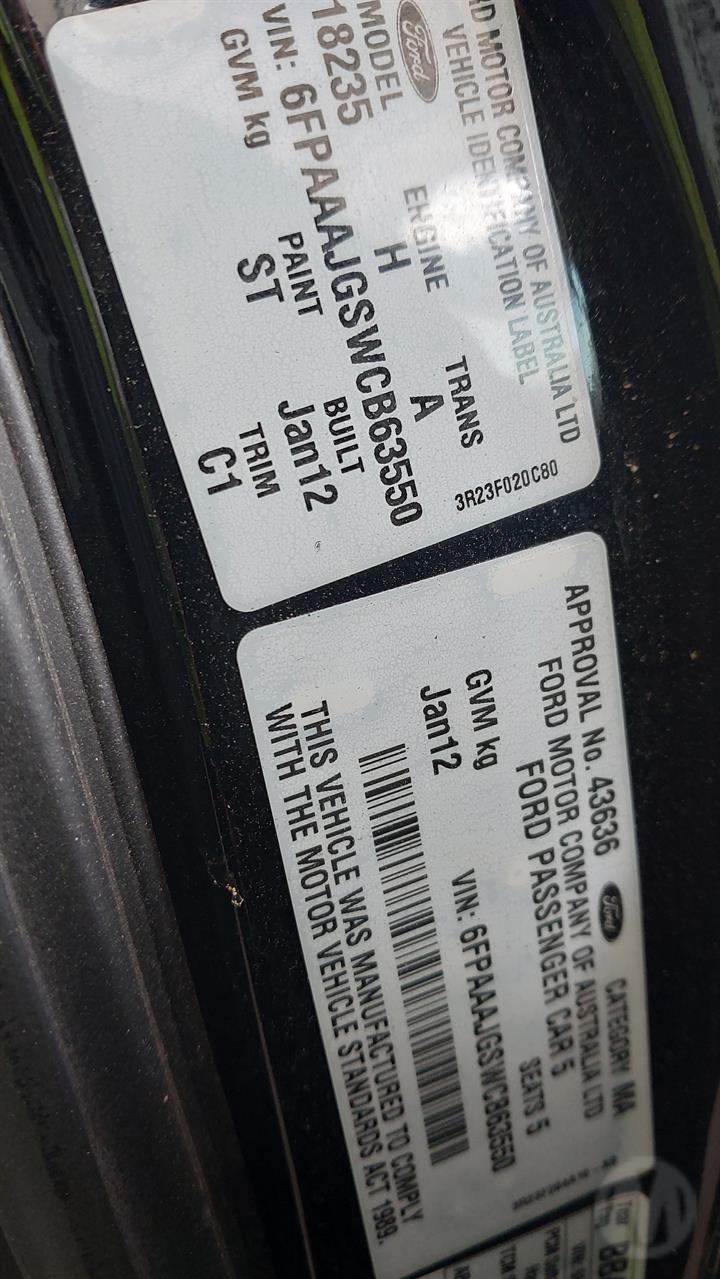 MOTOR COMPANY OF AUSTRALIA LTD
VEHICLE IDENTIFICATION LABEL
Ford
MODEL ENGINE TRANS
18235 H A
VIN: 6FPAAAJGSWCB63550
GVM kg PAINT BUILT TRIM
ST Jan12 C1
3R23F020C80
APPROVAL No. 43636 Ford CATEGORY MA
FORD MOTOR COMPANY OF AUSTRALIA LTD
FORD PASSENGER CAR 5
GVM kg SEATS 5
Jan12 VIN: 6FPAAAJGSWCB63550
THIS VEHICLE WAS MANUFACTURED TO COMPLY
WITH THE MOTOR VEHICLE STANDARDS ACT 1989.